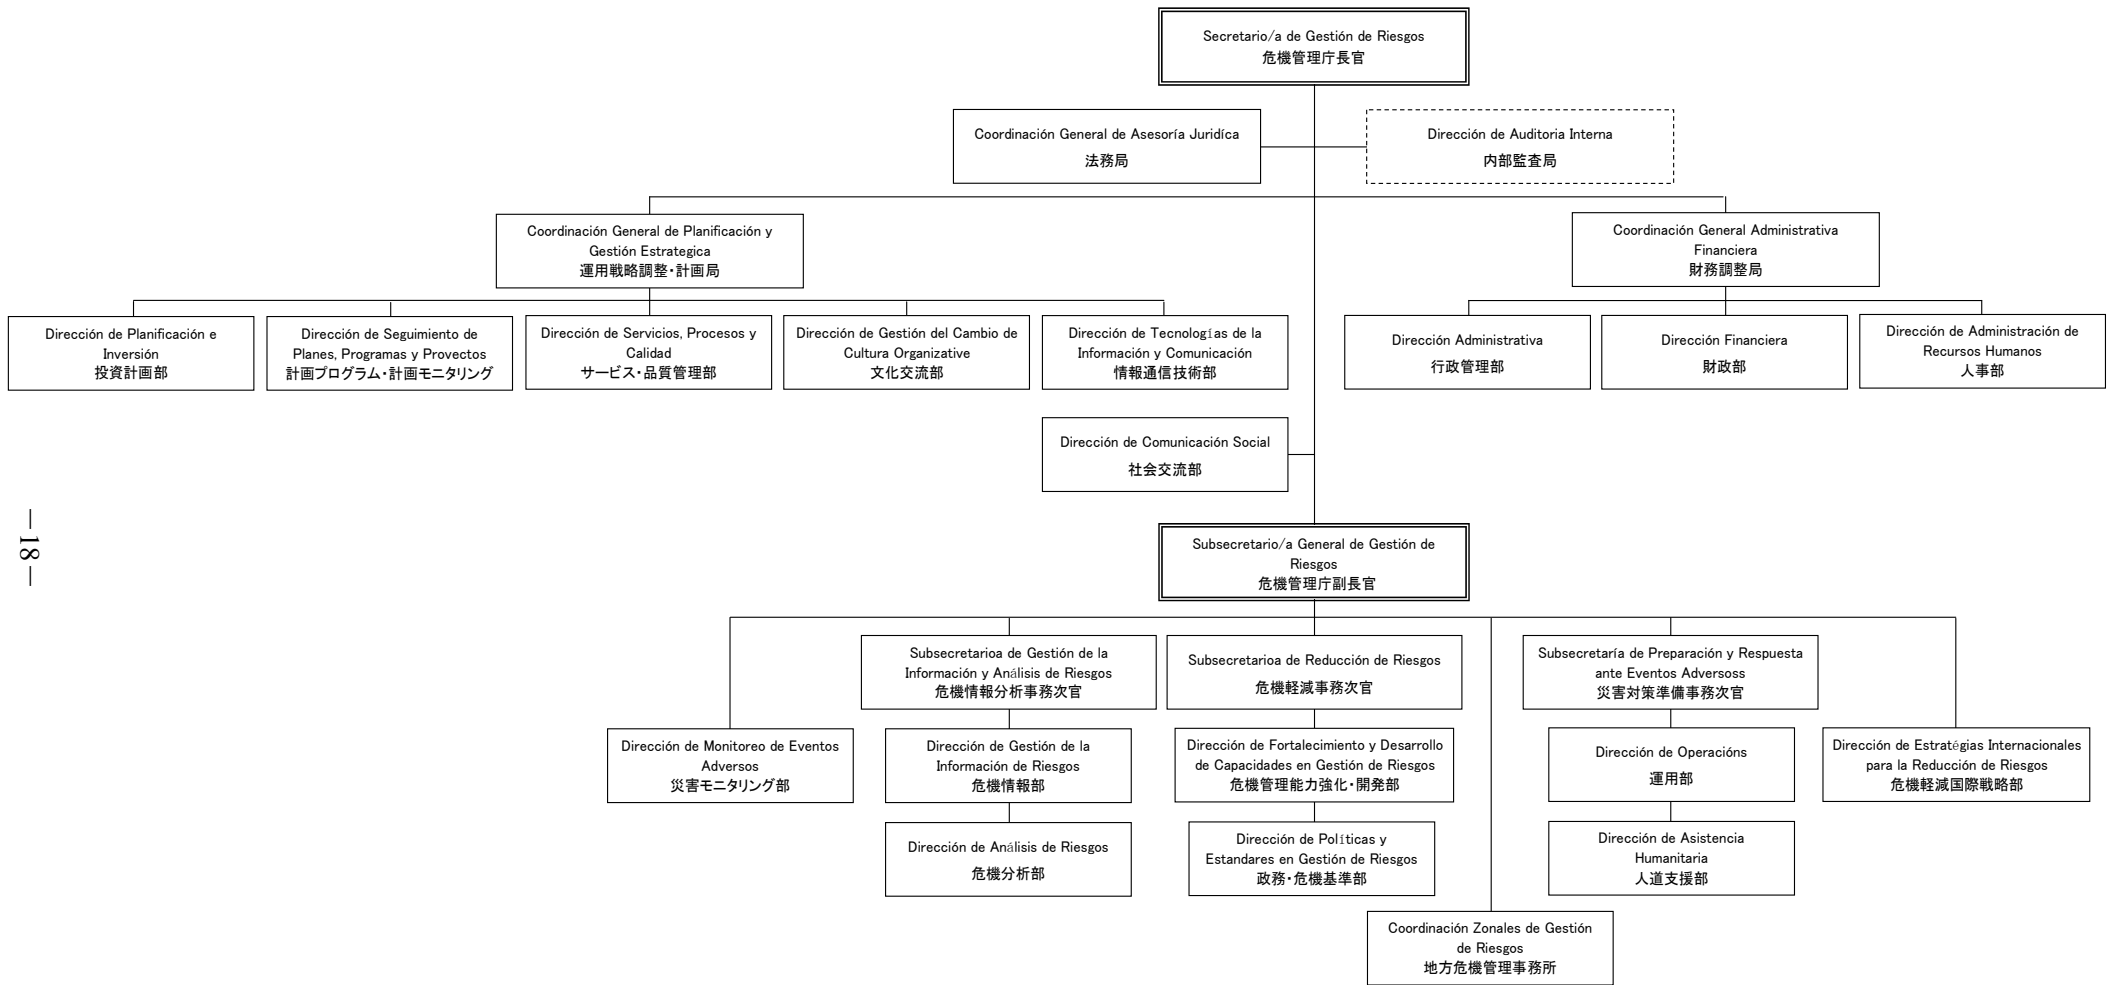 Secretario/a de Gestión de Riesgos
危機管理庁長官
Coordinación General de Asesoría Juridíca
法務局
Dirección de Auditoria Interna
内部監査局
Coordinación General de Planificación y
Gestión Estrategica
運用戦略調整・計画局
Coordinación General Administrativa
Financiera
財務調整局
Dirección de Planificación e
Inversión
投資計画部
Dirección de Seguimiento de
Planes, Programas y Provectos
計画プログラム・計画モニタリング
Dirección de Servicios, Procesos y
Calidad
サービス・品質管理部
Dirección de Gestión del Cambio de
Cultura Organizative
文化交流部
Dirección de Tecnologías de la
Información y Comunicación
情報通信技術部
Dirección Administrativa
行政管理部
Dirección Financiera
財政部
Dirección de Administración de
Recursos Humanos
人事部
Dirección de Comunicación Social
社会交流部
Subsecretario/a General de Gestión de
Riesgos
危機管理庁副長官
Subsecretarioa de Gestión de la
Información y Análisis de Riesgos
危機情報分析事務次官
Subsecretarioa de Reducción de Riesgos
危機軽減事務次官
Subsecretaría de Preparación y Respuesta
ante Eventos Adversoss
災害対策準備事務次官
Dirección de Monitoreo de Eventos
Adversos
災害モニタリング部
Dirección de Gestión de la
Información de Riesgos
危機情報部
Dirección de Fortalecimiento y Desarrollo
de Capacidades en Gestión de Riesgos
危機管理能力強化・開発部
Dirección de Operacións
運用部
Dirección de Estratégias Internacionales
para la Reducción de Riesgos
危機軽減国際戦略部
Dirección de Análisis de Riesgos
危機分析部
Dirección de Políticas y
Estandares en Gestión de Riesgos
政務・危機基準部
Dirección de Asistencia
Humanitaria
人道支援部
Coordinación Zonales de Gestión
de Riesgos
地方危機管理事務所
－18－